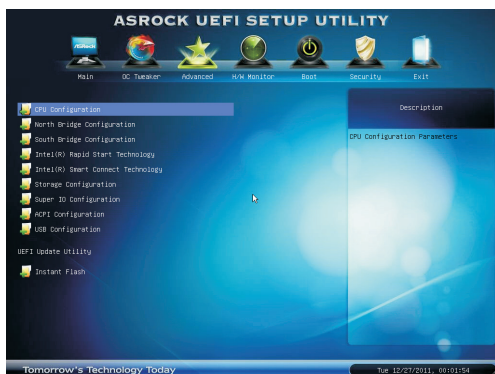 ASROCK UEFI SETUP UTILITY
ASRock
Main OC Tweaker Advanced H/W Monitor Boot Security Exit
CPU Configuration
North Bridge Configuration
South Bridge Configuration
Intel(R) Rapid Start Technology
Intel(R) Smart Connect Technology
Storage Configuration
Super IO Configuration
ACPI Configuration
USB Configuration
UEFI Update Utility
Instant Flash
Description
CPU Configuration Parameters
Tomorrow's Technology Today
Tue 12/27/2011, 00:01:54